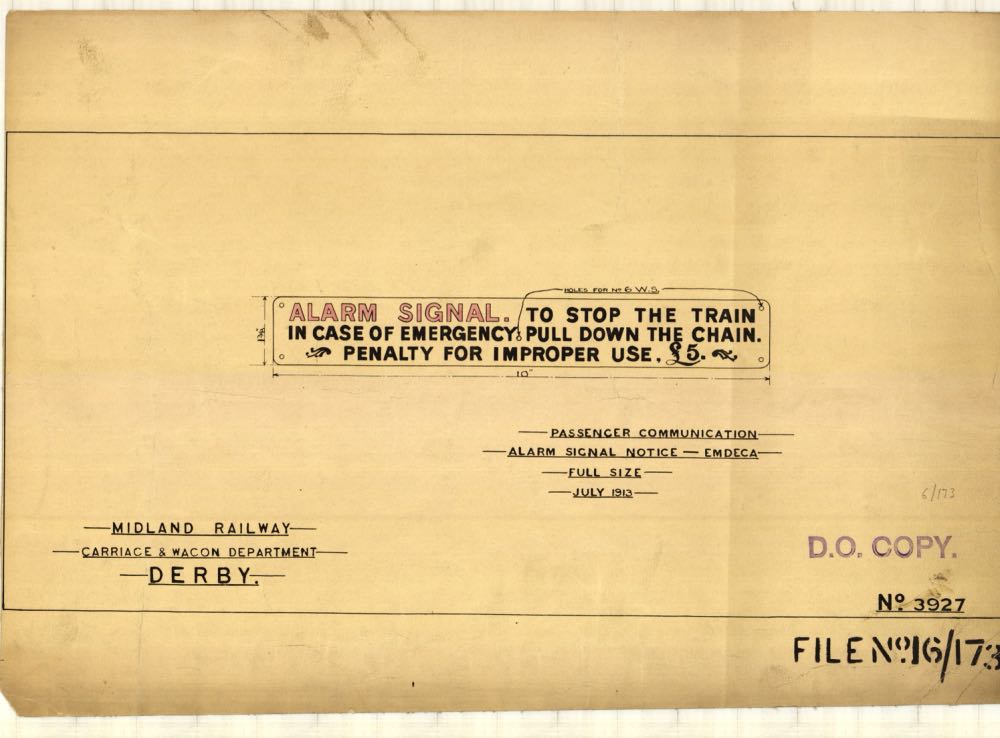 HOLES FOR Nº 6 W.S.
ALARM SIGNAL. TO STOP THE TRAIN
IN CASE OF EMERGENCY, PULL DOWN THE CHAIN.
PENALTY FOR IMPROPER USE, £5.
10"
PASSENGER COMMUNICATION
ALARM SIGNAL NOTICE — EMDECA
FULL SIZE
JULY 1913
6/173
MIDLAND RAILWAY
CARRIAGE & WAGON DEPARTMENT
DERBY.
D.O. COPY.
Nº 3927
FILE Nº 16/173